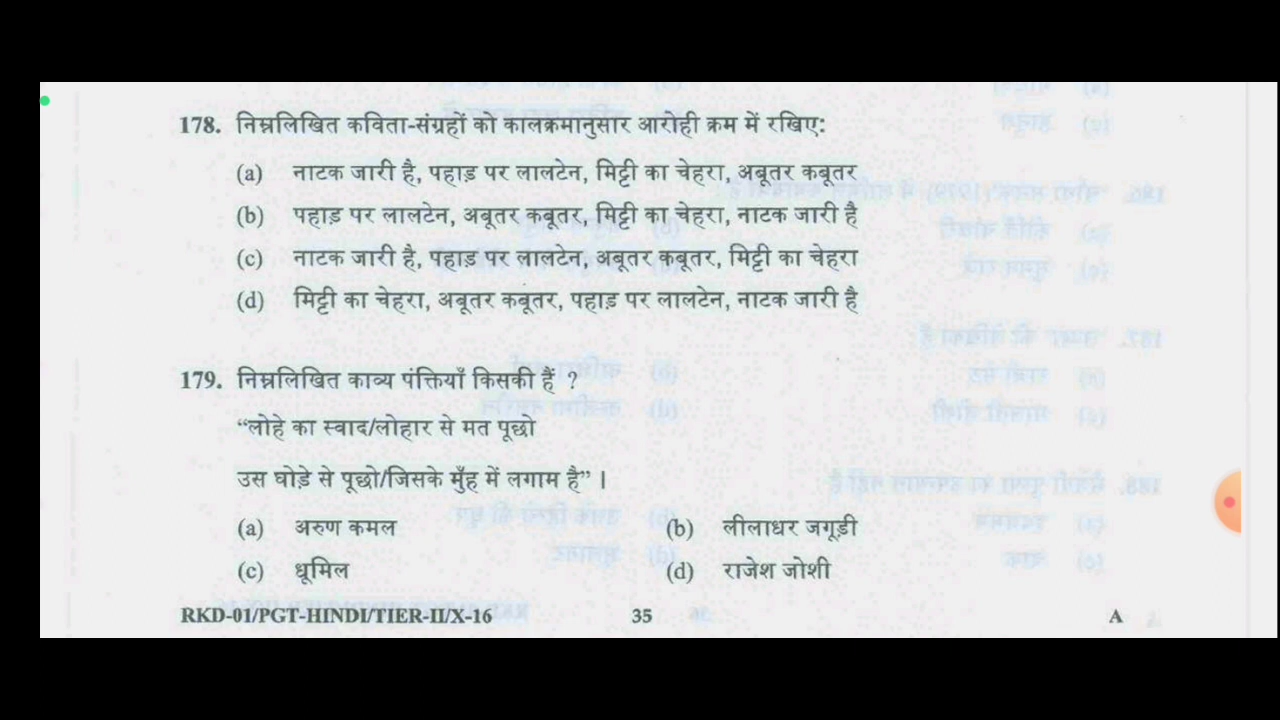 178. निम्नलिखित कविता-संग्रहों को कालक्रमानुसार आरोही क्रम में रखिए:
(a) नाटक जारी है, पहाड़ पर लालटेन, मिट्टी का चेहरा, अबूतर कबूतर
(b) पहाड़ पर लालटेन, अबूतर कबूतर, मिट्टी का चेहरा, नाटक जारी है
(c) नाटक जारी है, पहाड़ पर लालटेन, अबूतर कबूतर, मिट्टी का चेहरा
(d) मिट्टी का चेहरा, अबूतर कबूतर, पहाड़ पर लालटेन, नाटक जारी है
179. निम्नलिखित काव्य पंक्तियाँ किसकी हैं ?
“लोहे का स्वाद/लोहार से मत पूछो
उस घोड़े से पूछो/जिसके मुँह में लगाम है” ।
(a) अरुण कमल (b) लीलाधर जगूड़ी
(c) धूमिल (d) राजेश जोशी
RKD-01/PGT-HINDI/TIER-II/X-16 35 A